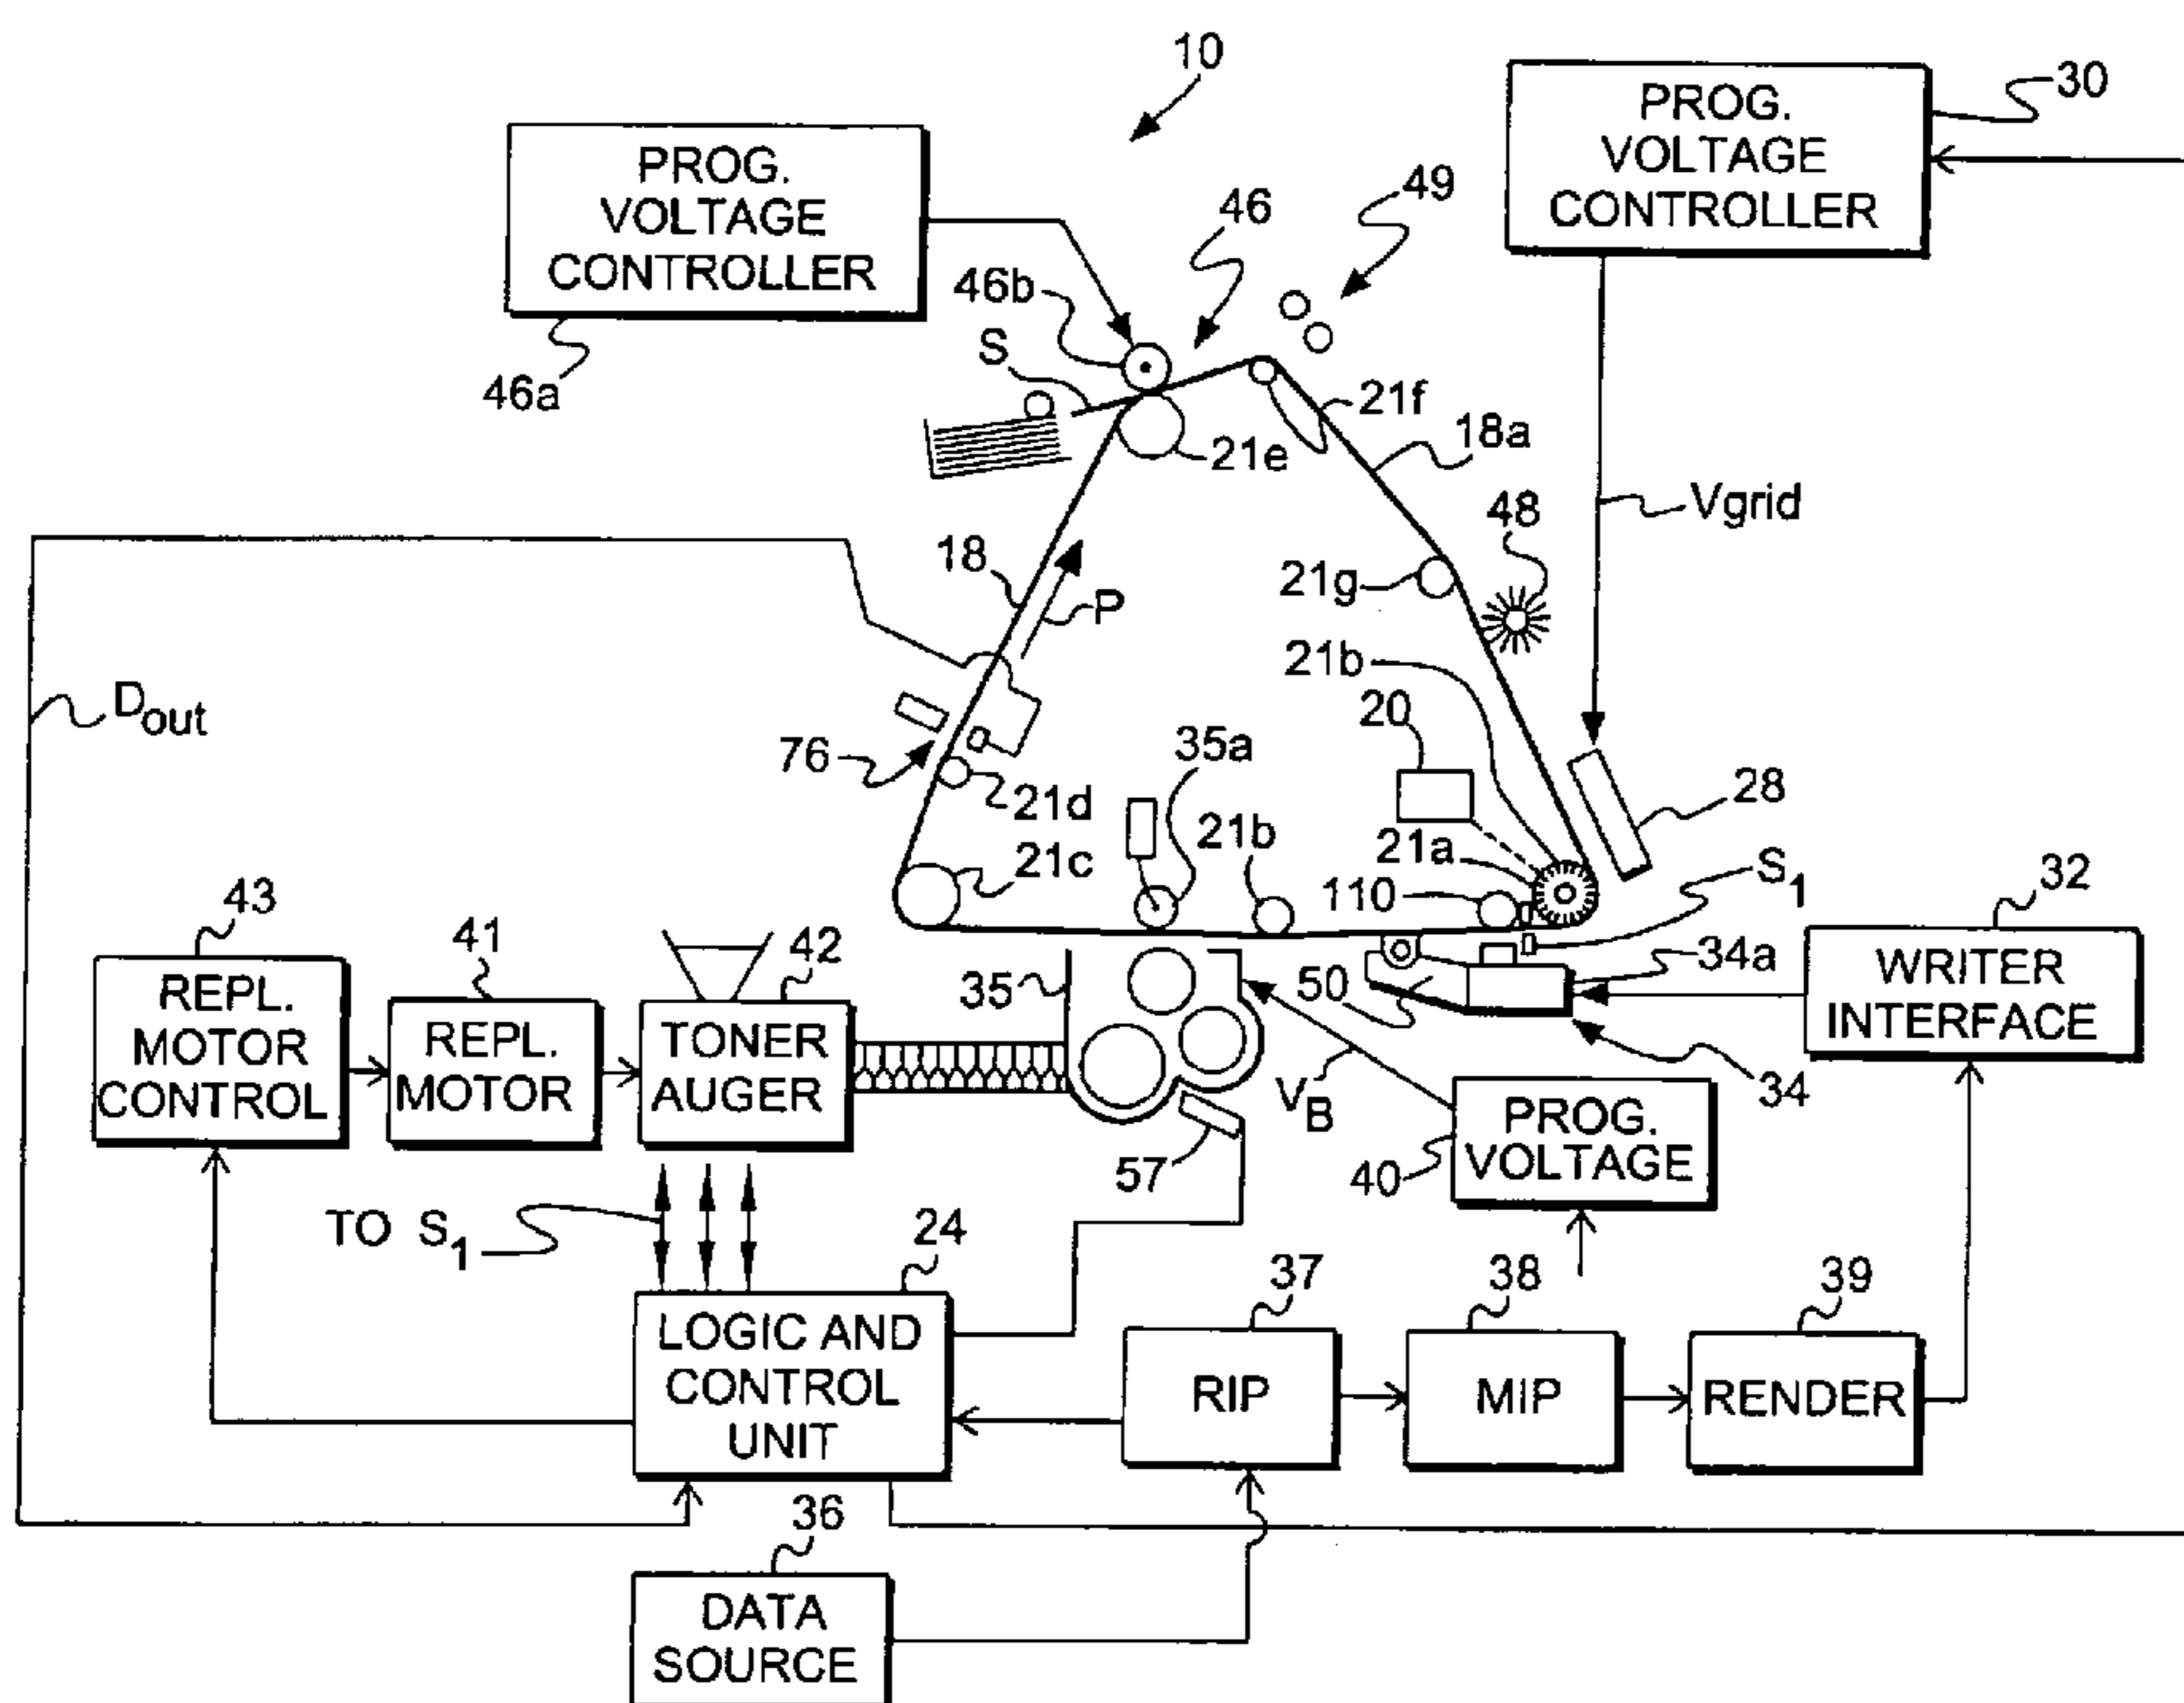 10
PROG.
VOLTAGE
CONTROLLER
30
PROG.
VOLTAGE
CONTROLLER
46a
46
49
46b
S
21e
21f
18a
Vgrid
48
18
P
21g
21b
20
Dout
76
21d
35a
21b
21a
28
21c
110
S1
32
43
41
42
35
50
34a
WRITER
INTERFACE
REPL.
MOTOR
CONTROL
REPL.
MOTOR
TONER
AUGER
VB
34
57
40
PROG.
VOLTAGE
TO S1
24
37
38
39
LOGIC AND
CONTROL
UNIT
RIP
MIP
RENDER
36
DATA
SOURCE